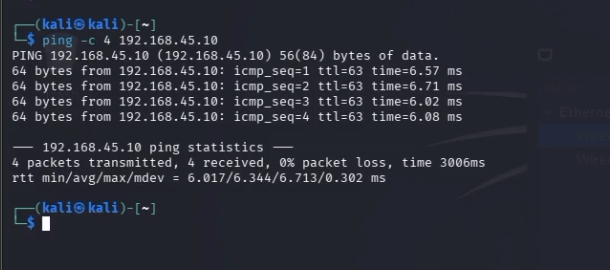 ┌──(kali㉿kali)-[~]
└─$ ping -c 4 192.168.45.10
PING 192.168.45.10 (192.168.45.10) 56(84) bytes of data.
64 bytes from 192.168.45.10: icmp_seq=1 ttl=63 time=6.57 ms
64 bytes from 192.168.45.10: icmp_seq=2 ttl=63 time=6.71 ms
64 bytes from 192.168.45.10: icmp_seq=3 ttl=63 time=6.02 ms
64 bytes from 192.168.45.10: icmp_seq=4 ttl=63 time=6.08 ms
--- 192.168.45.10 ping statistics ---
4 packets transmitted, 4 received, 0% packet loss, time 3006ms
rtt min/avg/max/mdev = 6.017/6.344/6.713/0.302 ms
┌──(kali㉿kali)-[~]
└─$